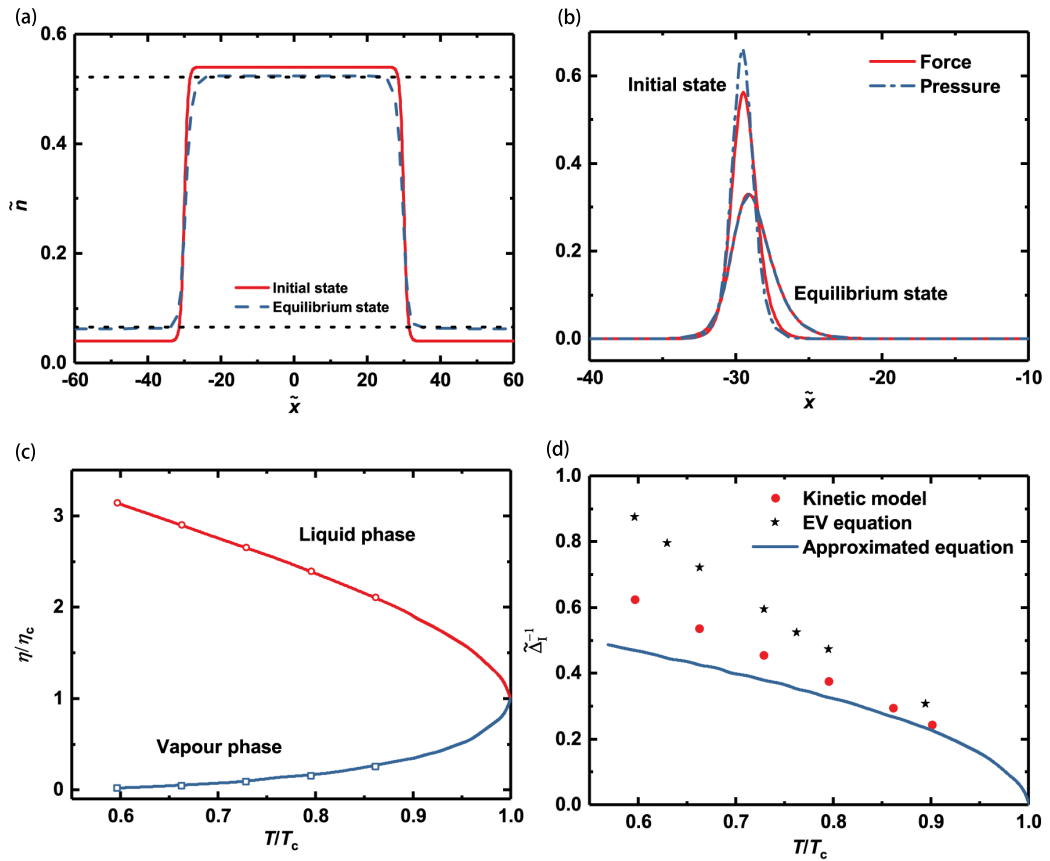 (a)
0.6
0.4
0.2
0.0
ñ
Initial state
Equilibrium state
-60 -40 -20 0 20 40 60
x̃
(b)
0.6
0.4
0.2
0.0
Initial state
Force
Pressure
Equilibrium state
-40 -30 -20 -10
x̃
(c)
3
2
1
0
η/ηc
Liquid phase
Vapour phase
0.6 0.7 0.8 0.9 1.0
T/Tc
(d)
1.0
0.8
0.6
0.4
0.2
0.0
Δ̃I⁻¹
Kinetic model
EV equation
Approximated equation
0.6 0.7 0.8 0.9 1.0
T/Tc